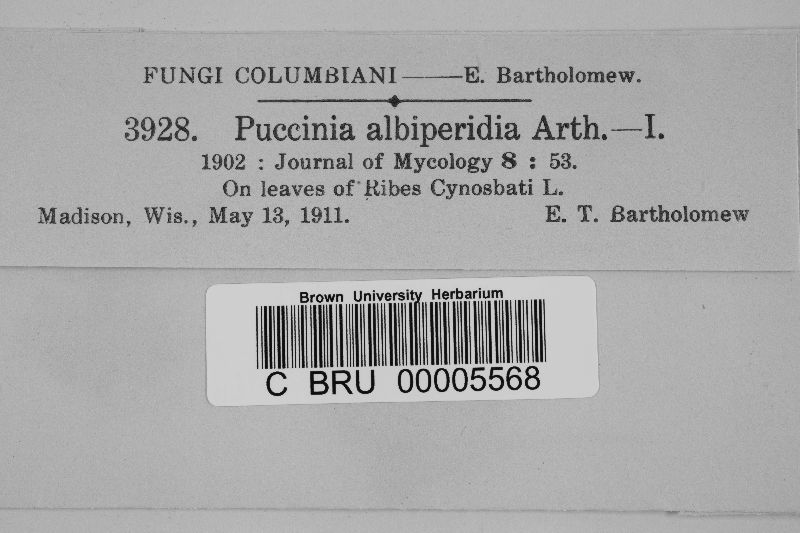 FUNGI COLUMBIANI——E. Bartholomew.
3928. Puccinia albiperidia Arth.—I.
1902 : Journal of Mycology 8 : 53.
On leaves of Ribes Cynosbati L.
Madison, Wis., May 13, 1911. E. T. Bartholomew
Brown University Herbarium
C BRU 00005568